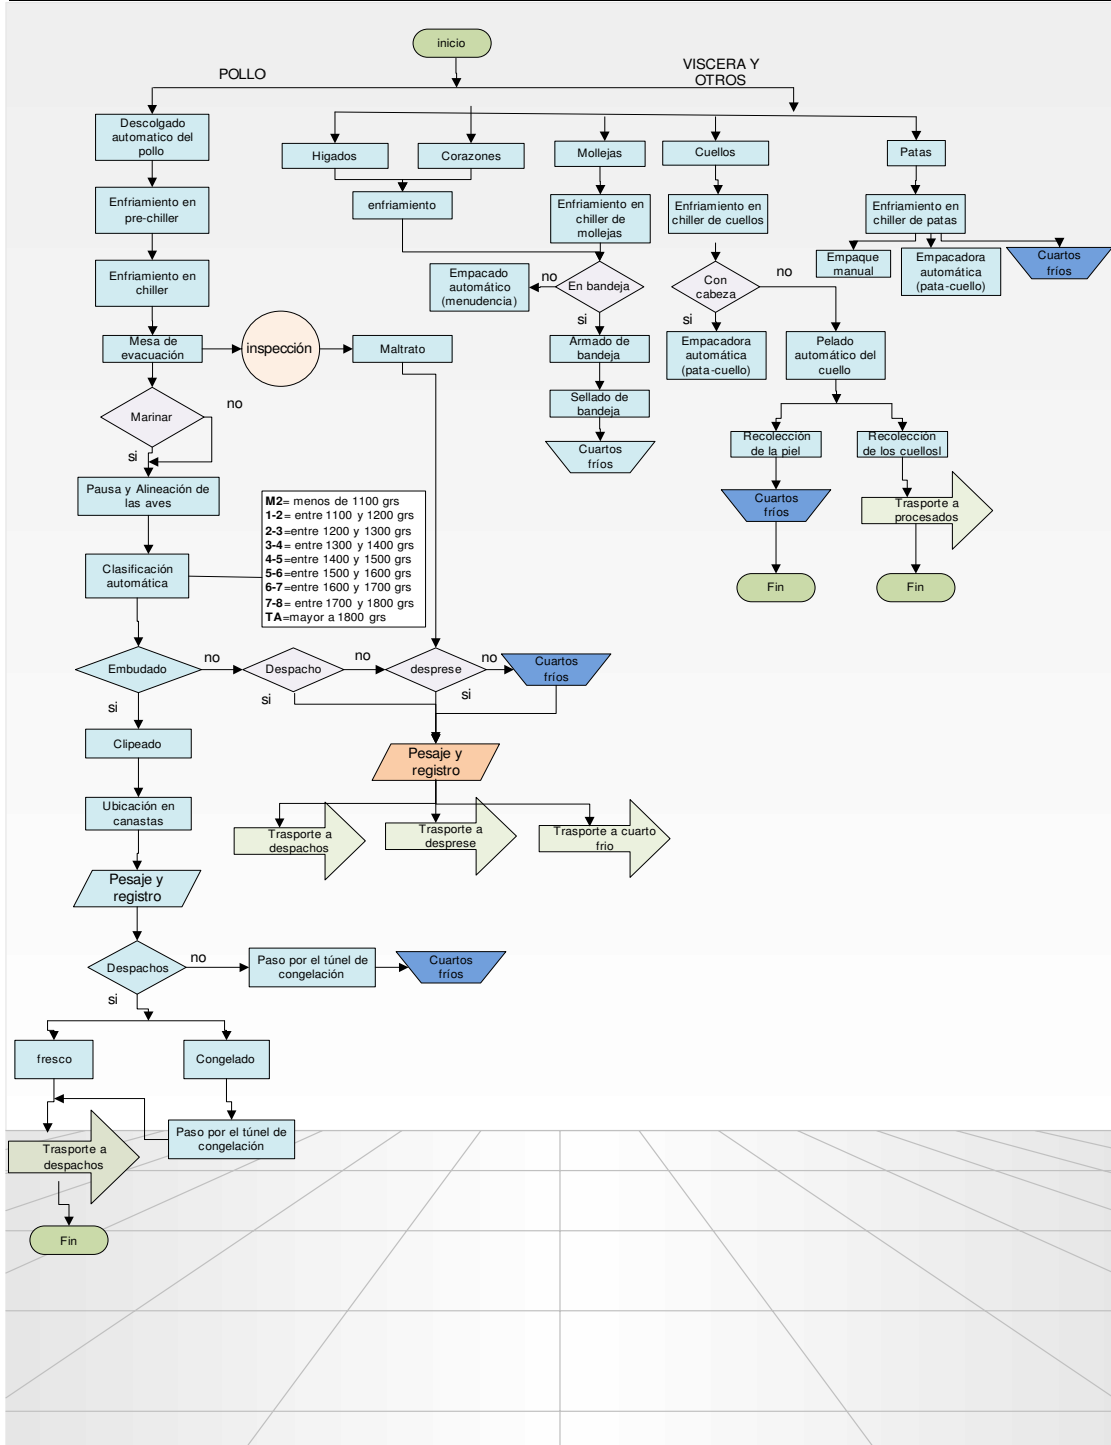 inicio
POLLO
VISCERA Y
OTROS
Descolgado
automatico del
pollo
Higados
Corazones
Mollejas
Cuellos
Patas
Enfriamiento en
pre-chiller
enfriamiento
Enfriamiento en
chiller de
mollejas
Enfriamiento en
chiller de cuellos
Enfriamiento en
chiller de patas
Empaque
manual
Empacadora
automática
(pata-cuello)
Cuartos
fríos
Enfriamiento en
chiller
Empacado
automático
(menudencia)
no
En bandeja
si
Con
cabeza
no
si
Mesa de
evacuación
inspección
Maltrato
Armado de
bandeja
Empacadora
automática
(pata-cuello)
Pelado
automático del
cuello
Marinar
no
si
Sellado de
bandeja
Cuartos
fríos
Recolección
de la piel
Recolección
de los cuellosl
Pausa y Alineación de
las aves
Cuartos
fríos
Trasporte a
procesados
M2= menos de 1100 grs
1-2= entre 1100 y 1200 grs
2-3=entre 1200 y 1300 grs
3-4=entre 1300 y 1400 grs
4-5=entre 1400 y 1500 grs
5-6=entre 1500 y 1600 grs
6-7=entre 1600 y 1700 grs
7-8= entre 1700 y 1800 grs
TA=mayor a 1800 grs
Clasificación
automática
Fin
Fin
Embudado
no
Despacho
no
desprese
no
Cuartos
fríos
si
si
si
Clipeado
Pesaje y
registro
Ubicación en
canastas
Trasporte a
despachos
Trasporte a
desprese
Trasporte a cuarto
frio
Pesaje y
registro
Despachos
no
Paso por el túnel de
congelación
Cuartos
fríos
si
fresco
Congelado
Paso por el túnel de
congelación
Trasporte a
despachos
Fin